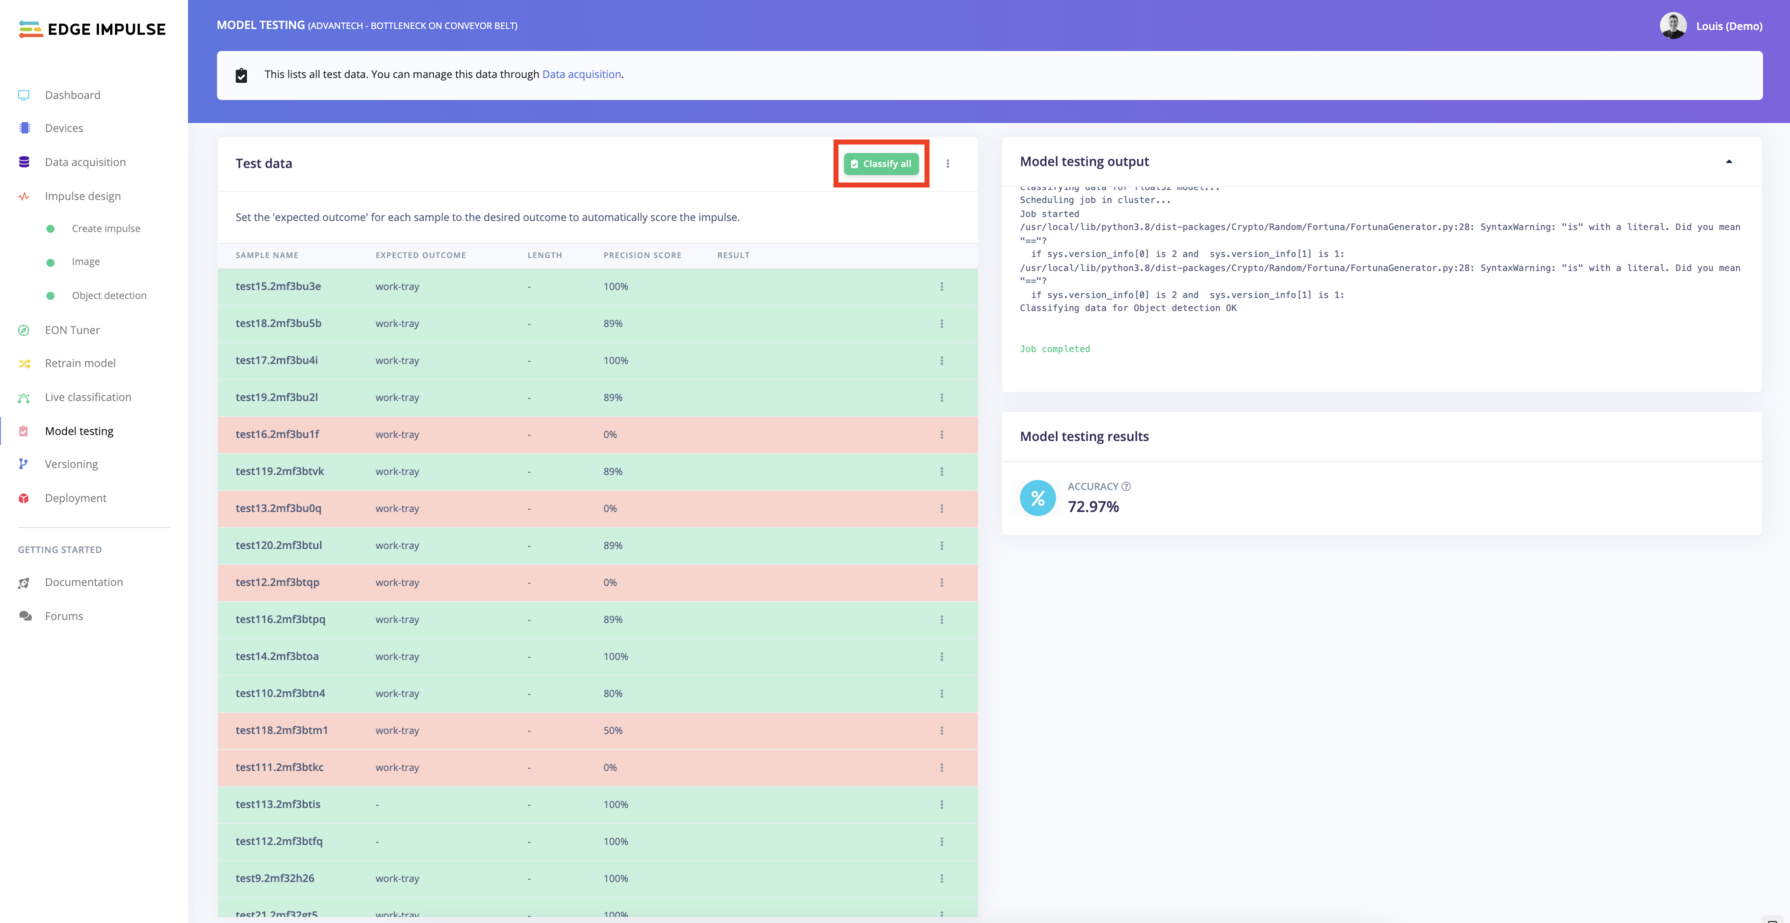 EDGE IMPULSE
Dashboard
Devices
Data acquisition
Impulse design
Create impulse
Image
Object detection
EON Tuner
Retrain model
Live classification
Model testing
Versioning
Deployment
GETTING STARTED
Documentation
Forums
MODEL TESTING (ADVANTECH - BOTTLENECK ON CONVEYOR BELT)
Louis (Demo)
This lists all test data. You can manage this data through Data acquisition.
Test data
Classify all
Set the 'expected outcome' for each sample to the desired outcome to automatically score the impulse.
SAMPLE NAME EXPECTED OUTCOME LENGTH PRECISION SCORE RESULT
test15.2mf3bu3e work-tray - 100%
test18.2mf3bu5b work-tray - 89%
test17.2mf3bu4i work-tray - 100%
test19.2mf3bu2l work-tray - 89%
test16.2mf3bu1f work-tray - 0%
test119.2mf3btvk work-tray - 89%
test13.2mf3bu0q work-tray - 0%
test120.2mf3btul work-tray - 89%
test12.2mf3btqp work-tray - 0%
test116.2mf3btpq work-tray - 89%
test14.2mf3btoa work-tray - 100%
test110.2mf3btn4 work-tray - 80%
test118.2mf3btm1 work-tray - 50%
test111.2mf3btkc work-tray - 0%
test113.2mf3btis - - 100%
test112.2mf3btfq - - 100%
test9.2mf32h26 work-tray - 100%
test21.2mf32gt5 work-tray - 100%
Model testing output
Classifying data for float32 model...
Scheduling job in cluster...
Job started
/usr/local/lib/python3.8/dist-packages/Crypto/Random/Fortuna/FortunaGenerator.py:28: SyntaxWarning: "is" with a literal. Did you mean
"=="?
if sys.version_info[0] is 2 and sys.version_info[1] is 1:
/usr/local/lib/python3.8/dist-packages/Crypto/Random/Fortuna/FortunaGenerator.py:28: SyntaxWarning: "is" with a literal. Did you mean
"=="?
if sys.version_info[0] is 2 and sys.version_info[1] is 1:
Classifying data for Object detection OK
Job completed
Model testing results
%
ACCURACY
72.97%